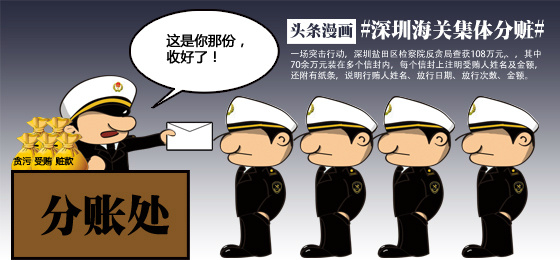 头条漫画 #深圳海关集体分赃#
一场突击行动，深圳盐田区检察院反贪局查获108万元、，其中
70余万元装在多个信封内，每个信封上注明受贿人姓名及金额，
还附有纸条，说明行贿人姓名、放行日期、放行次数、金额。
这是你那份，
收好了！
贪污 受贿 赃款
分账处